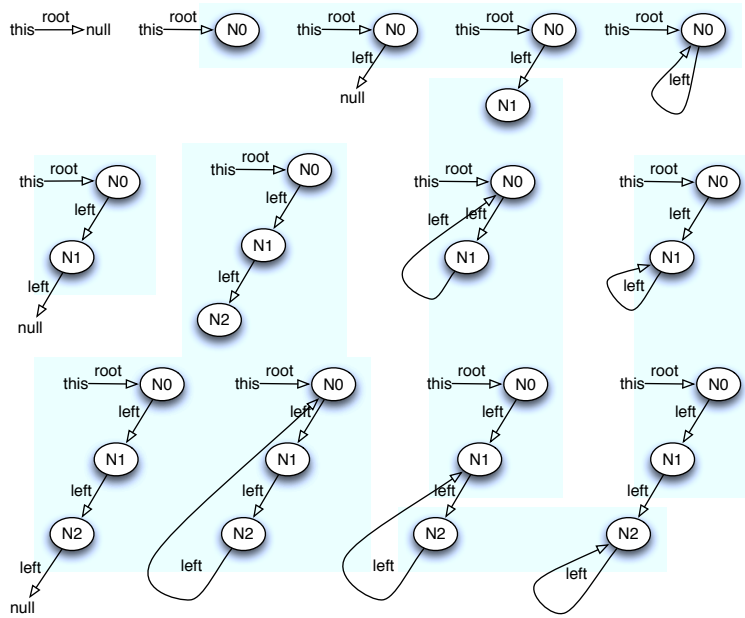 this root null
this root N0
this root N0 left null
this root N0 left N1
this root N0 left
this root N0 left N1 left null
this root N0 left N1 left N2
this root N0 left left N1
this root N0 left N1 left
this root N0 left N1 left N2 left null
this root N0 left N1 left N2 left
this root N0 left N1 left N2 left
this root N0 left N1 left N2 left